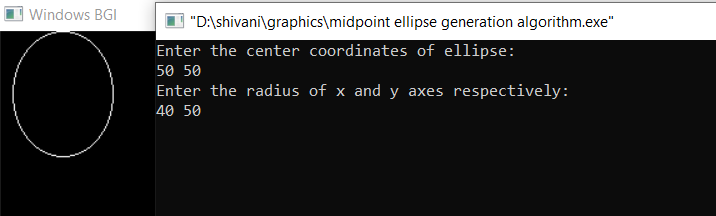 Windows BGI
"D:\shivani\graphics\midpoint ellipse generation algorithm.exe"
Enter the center coordinates of ellipse:
50 50
Enter the radius of x and y axes respectively:
40 50